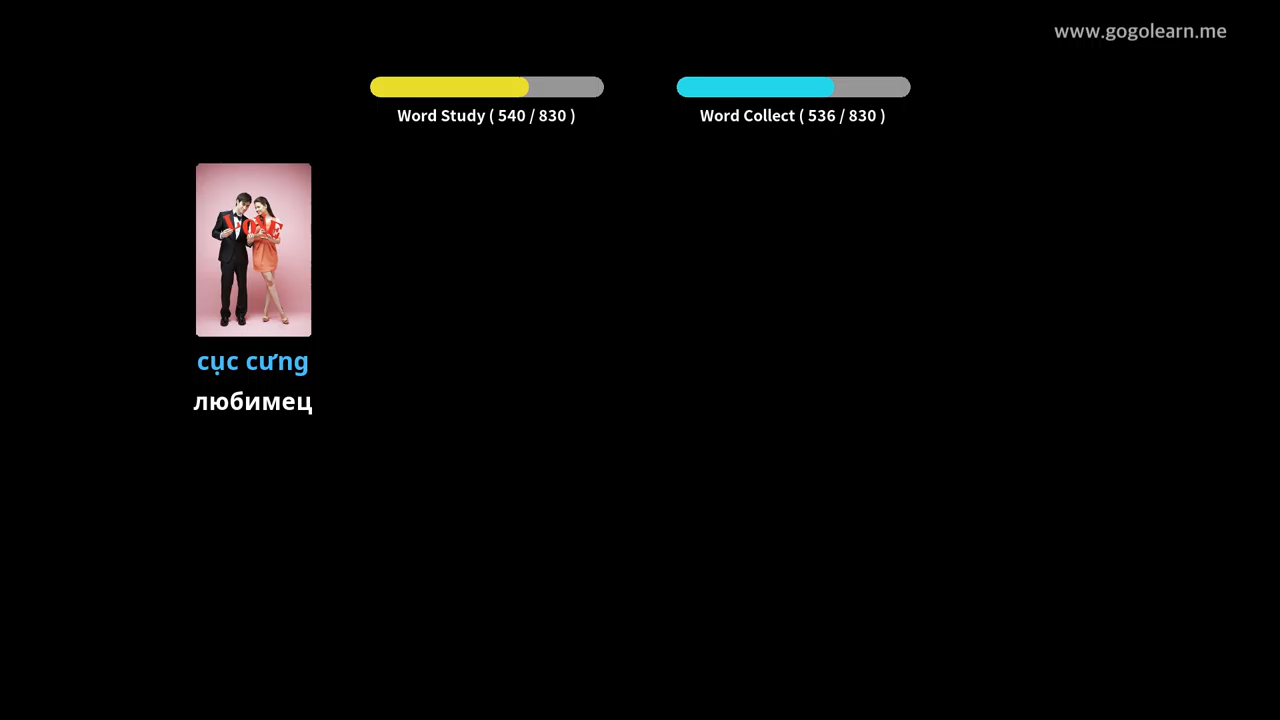 www.gogolearn.me
Word Study ( 540 / 830 )
Word Collect ( 536 / 830 )
cục cưng
любимец